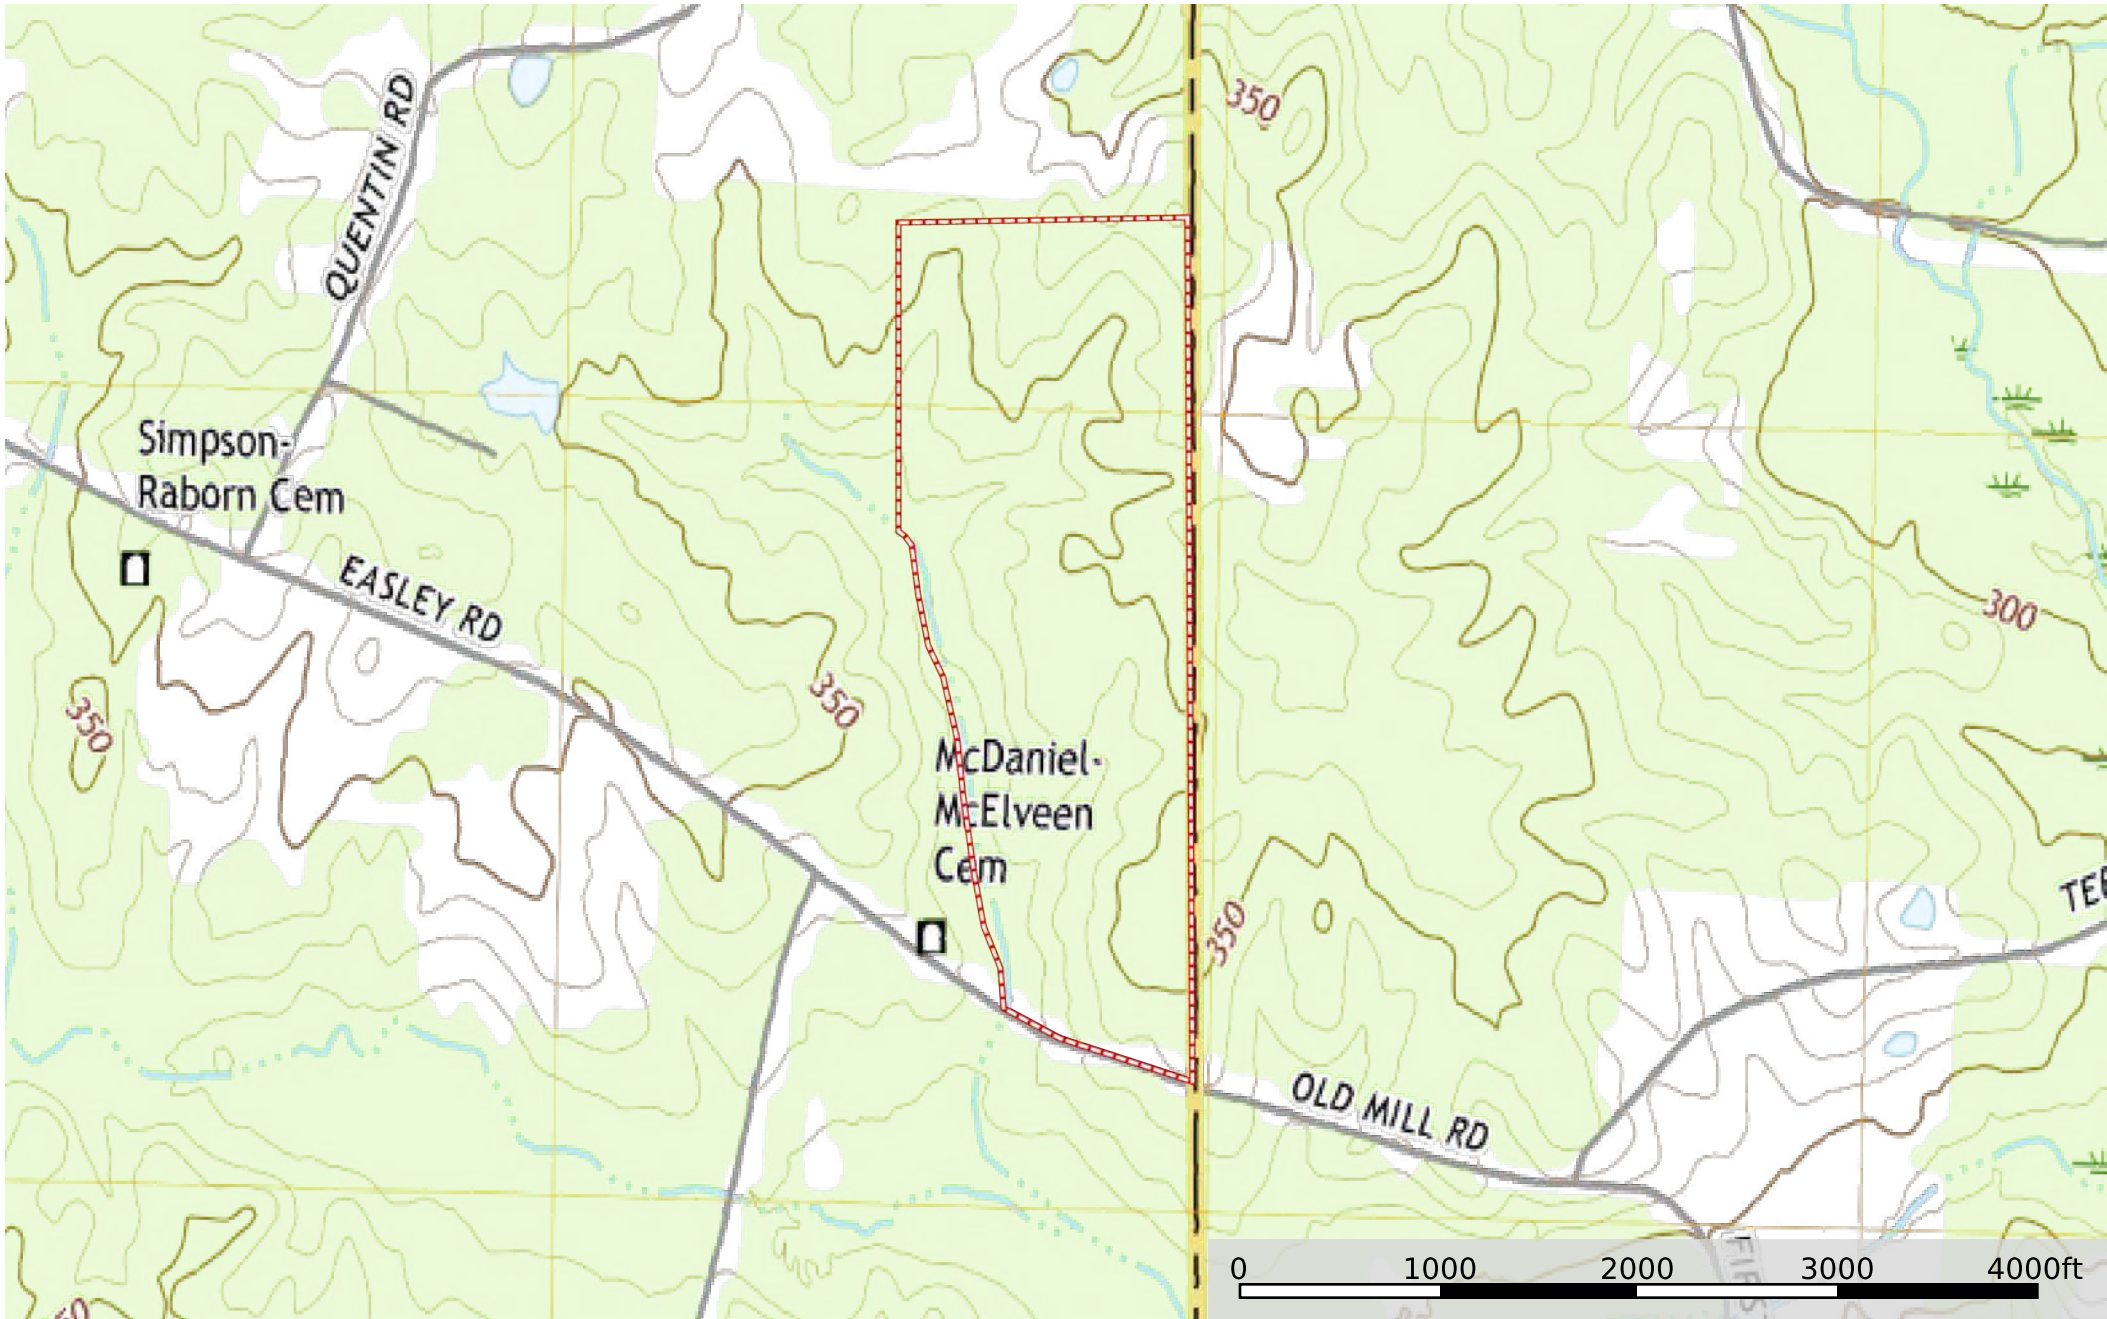 350
QUENTIN RD
Simpson-
Raborn Cem
EASLEY RD
300
350
350
McDaniel-
McElveen
Cem
350
OLD MILL RD
0 1000 2000 3000 4000ft